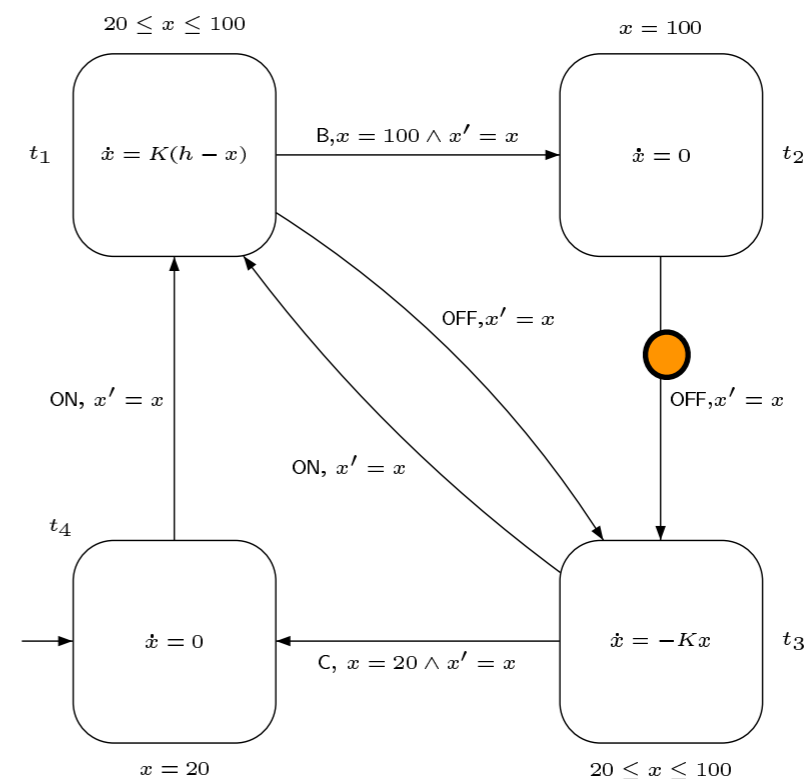 20 ≤ x ≤ 100
x = 100
t₁
ẋ = K(h − x)
B,x = 100 ∧ x′ = x
ẋ = 0
t₂
OFF,x′ = x
ON, x′ = x
OFF,x′ = x
ON, x′ = x
t₄
ẋ = 0
C, x = 20 ∧ x′ = x
ẋ = −Kx
t₃
x = 20
20 ≤ x ≤ 100